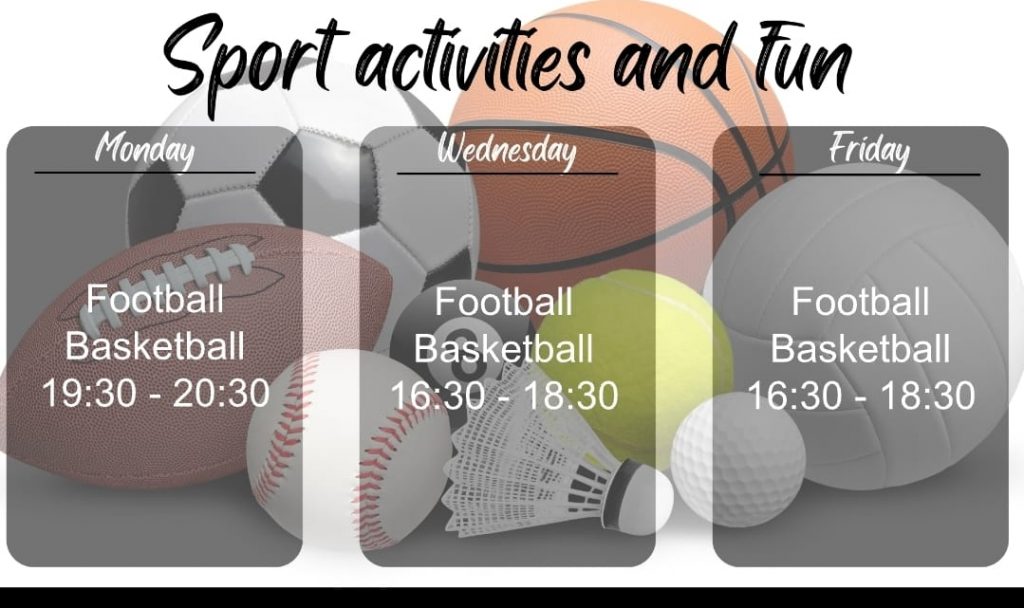 Sport activities and fun
Monday
Football
Basketball
19:30 - 20:30
Wednesday
Football
Basketball
16:30 - 18:30
Friday
Football
Basketball
16:30 - 18:30
8